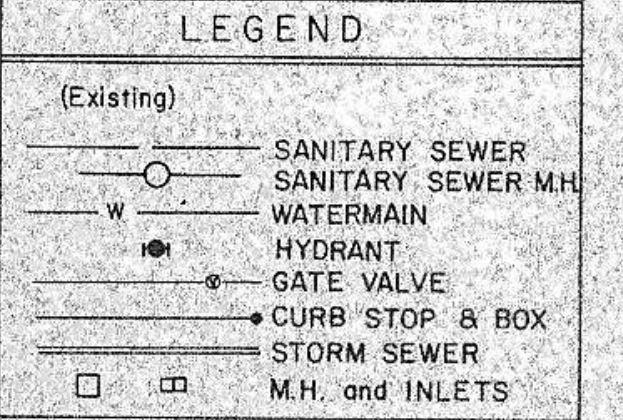 LEGEND
(Existing)
SANITARY SEWER
SANITARY SEWER M.H.
W WATERMAIN
HYDRANT
GATE VALVE
CURB STOP & BOX
STORM SEWER
M.H. and INLETS